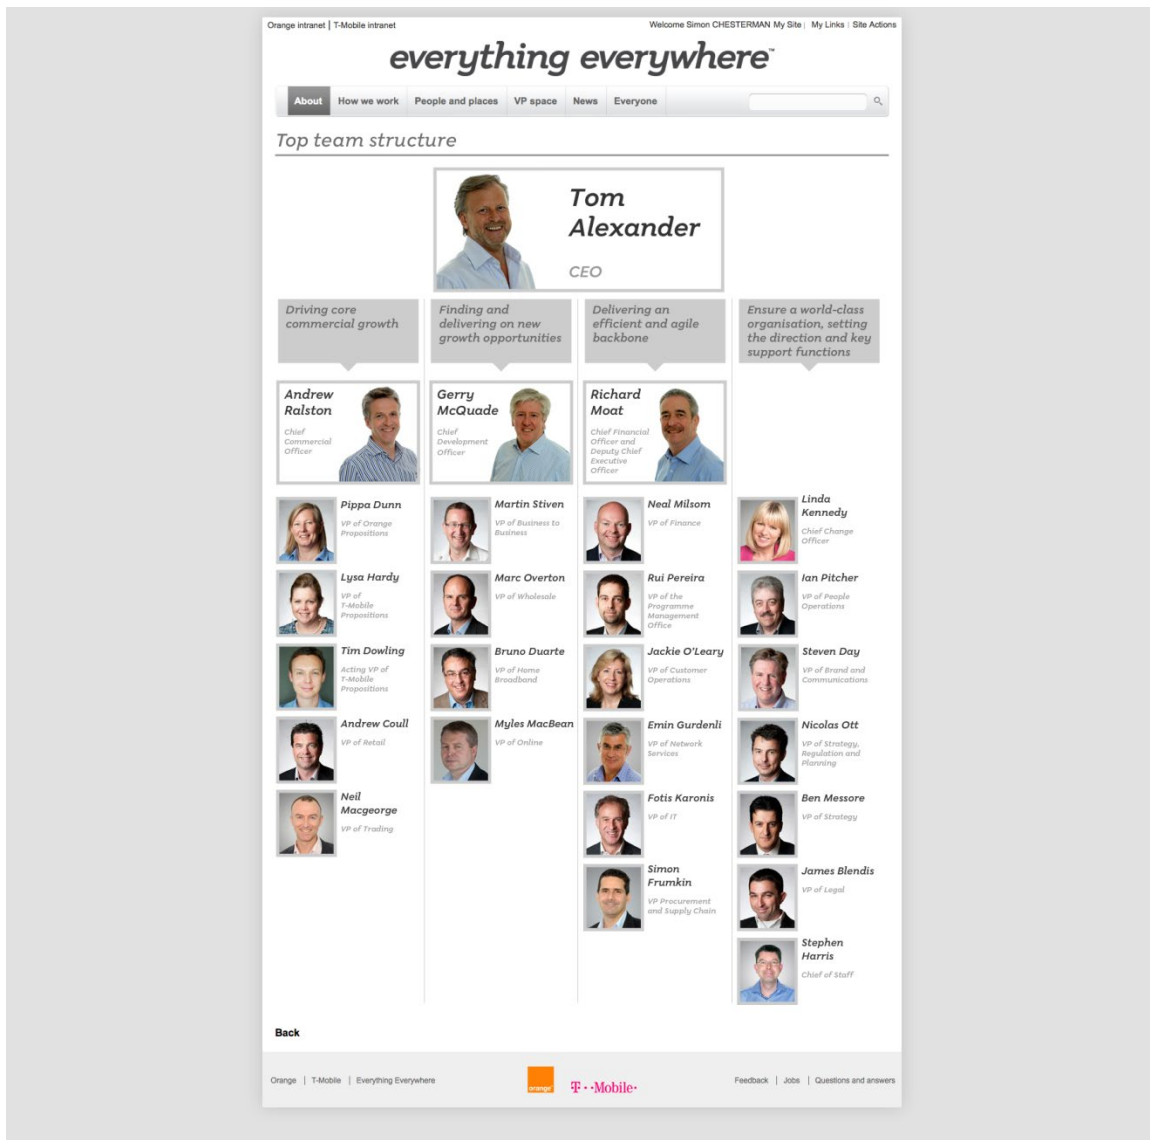 Orange intranet | T-Mobile intranet
Welcome Simon CHESTERMAN My Site | My Links | Site Actions
everything everywhere™
About
How we work
People and places
VP space
News
Everyone
Top team structure
Tom
Alexander
CEO
Driving core
commercial growth
Finding and
delivering on new
growth opportunities
Delivering an
efficient and agile
backbone
Ensure a world-class
organisation, setting
the direction and key
support functions
Andrew
Ralston
Chief
Commercial
Officer
Gerry
McQuade
Chief
Development
Officer
Richard
Moat
Chief Financial
Officer and
Deputy Chief
Executive
Officer
Pippa Dunn
VP of Orange
Propositions
Lysa Hardy
VP of
T-Mobile
Propositions
Tim Dowling
Acting VP of
T-Mobile
Propositions
Andrew Coull
VP of Retail
Neil
Macgeorge
VP of Trading
Martin Stiven
VP of Business to
Business
Marc Overton
VP of Wholesale
Bruno Duarte
VP of Home
Broadband
Myles MacBean
VP of Online
Neal Milsom
VP of Finance
Rui Pereira
VP of the
Programme
Management
Office
Jackie O'Leary
VP of Customer
Operations
Emin Gurdenli
VP of Network
Services
Fotis Karonis
VP of IT
Simon
Frumkin
VP Procurement
and Supply Chain
Linda
Kennedy
Chief Change
Officer
Ian Pitcher
VP of People
Operations
Steven Day
VP of Brand and
Communications
Nicolas Ott
VP of Strategy,
Regulation and
Planning
Ben Messore
VP of Strategy
James Blendis
VP of Legal
Stephen
Harris
Chief of Staff
Back
Orange | T-Mobile | Everything Everywhere
orange™
T··Mobile·
Feedback | Jobs | Questions and answers